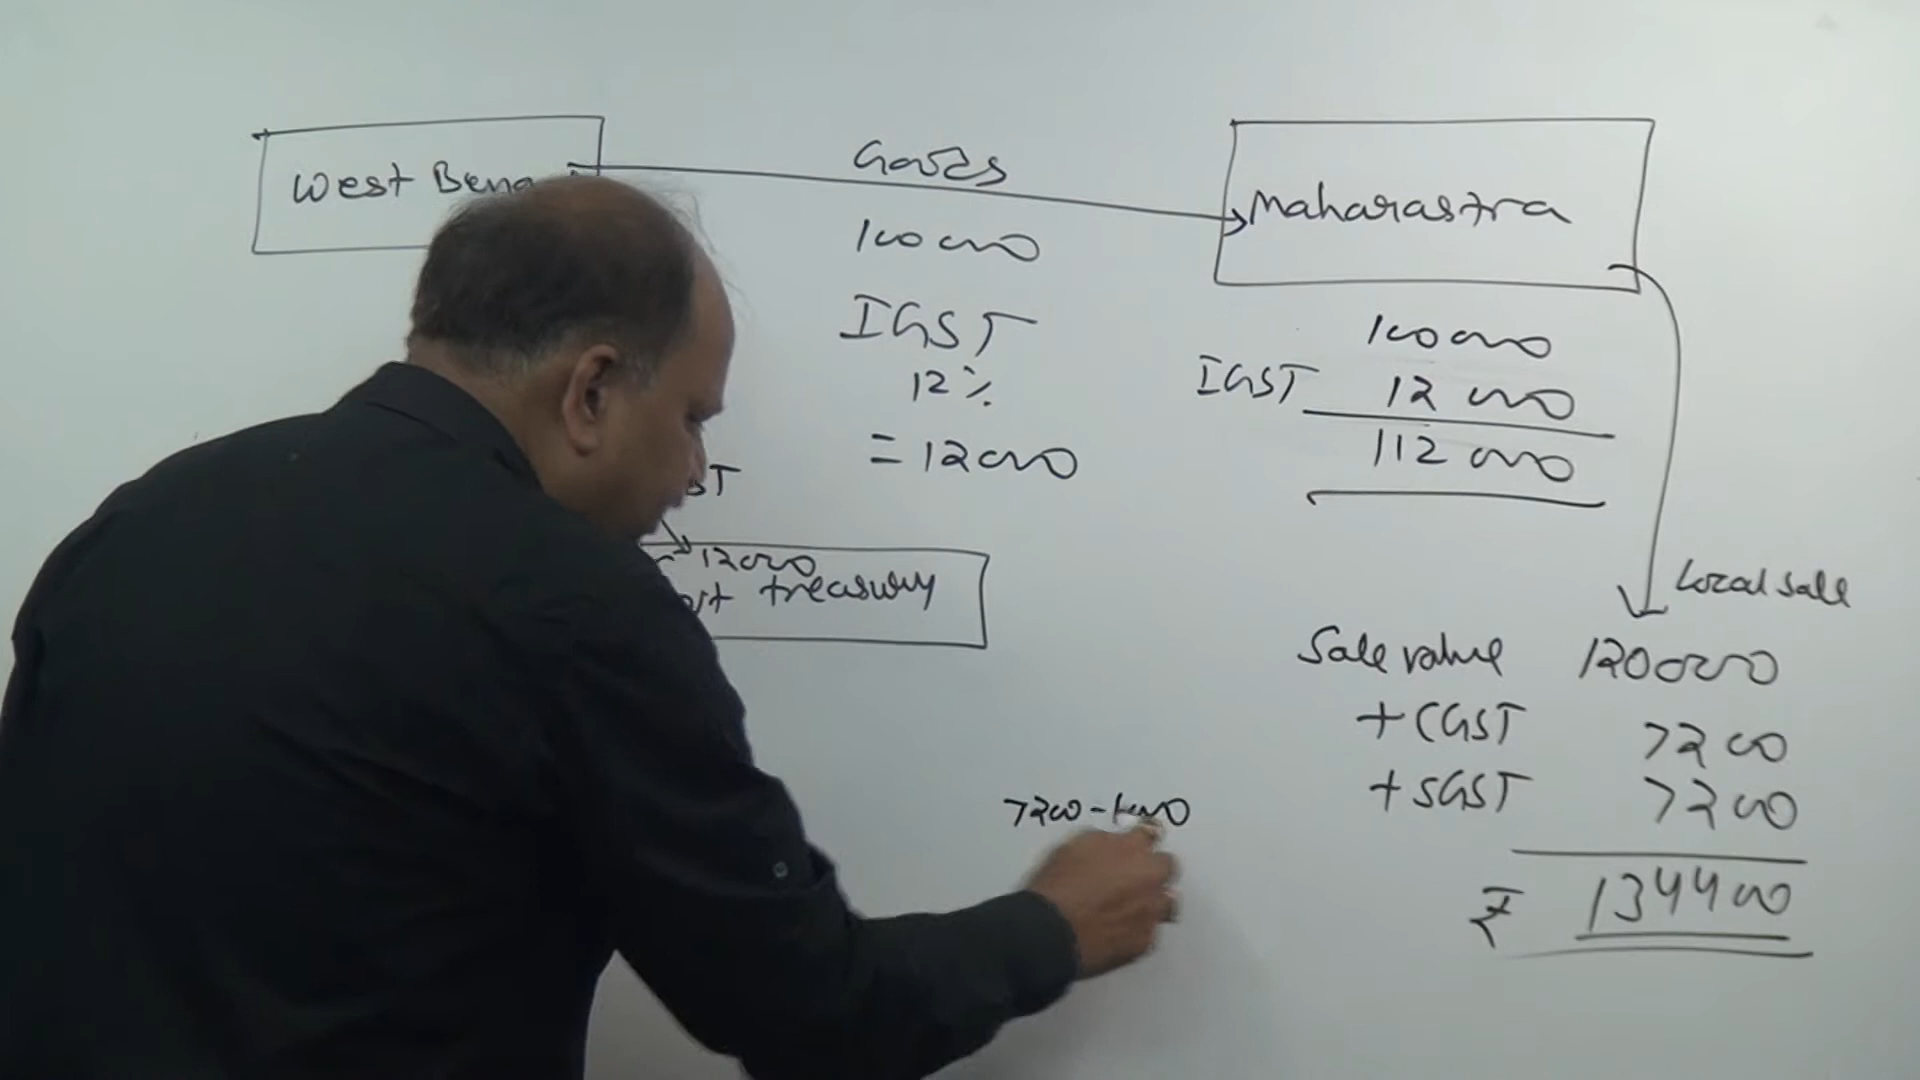 West Beng
Goods
100000
IGST
12%
= 12000
ST
12000
treasury
Maharastra
100000
IGST 12000
112000
Local sale
Sale value 120000
+ CGST 7200
+ SGST 7200
₹ 134400
7200 -